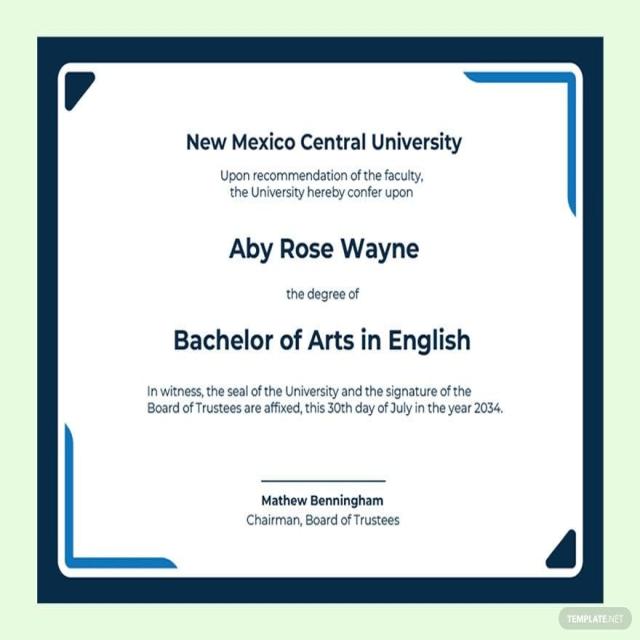 New Mexico Central University
Upon recommendation of the faculty,
the University hereby confer upon
Aby Rose Wayne
the degree of
Bachelor of Arts in English
In witness, the seal of the University and the signature of the
Board of Trustees are affixed, this 30th day of July in the year 2034.
Mathew Benningham
Chairman, Board of Trustees
TEMPLATE.NET